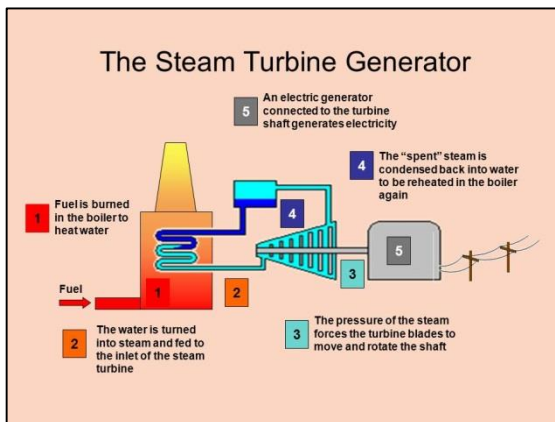 The Steam Turbine Generator
5
An electric generator
connected to the turbine
shaft generates electricity
4
The “spent” steam is
condensed back into water
to be reheated in the boiler
again
1
Fuel is burned
in the boiler to
heat water
4
5
3
Fuel
1
2
2
The water is turned
into steam and fed to
the inlet of the steam
turbine
3
The pressure of the steam
forces the turbine blades to
move and rotate the shaft